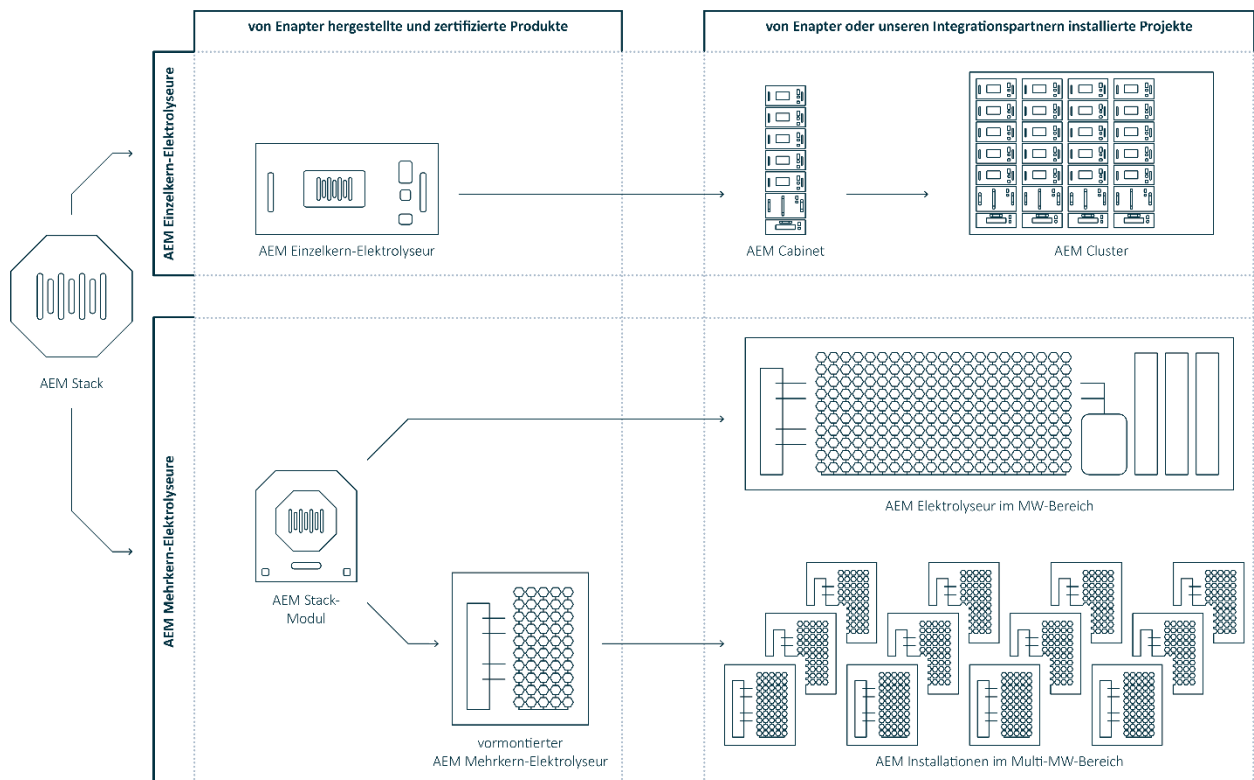 von Enapter hergestellte und zertifizierte Produkte
von Enapter oder unseren Integrationspartnern installierte Projekte
AEM Einzelkern-Elektrolyseure
AEM Einzelkern-Elektrolyseur
AEM Cabinet
AEM Cluster
AEM Stack
AEM Mehrkern-Elektrolyseure
AEM Elektrolyseur im MW-Bereich
AEM Stack-
Modul
vormontierter
AEM Mehrkern-Elektrolyseur
AEM Installationen im Multi-MW-Bereich